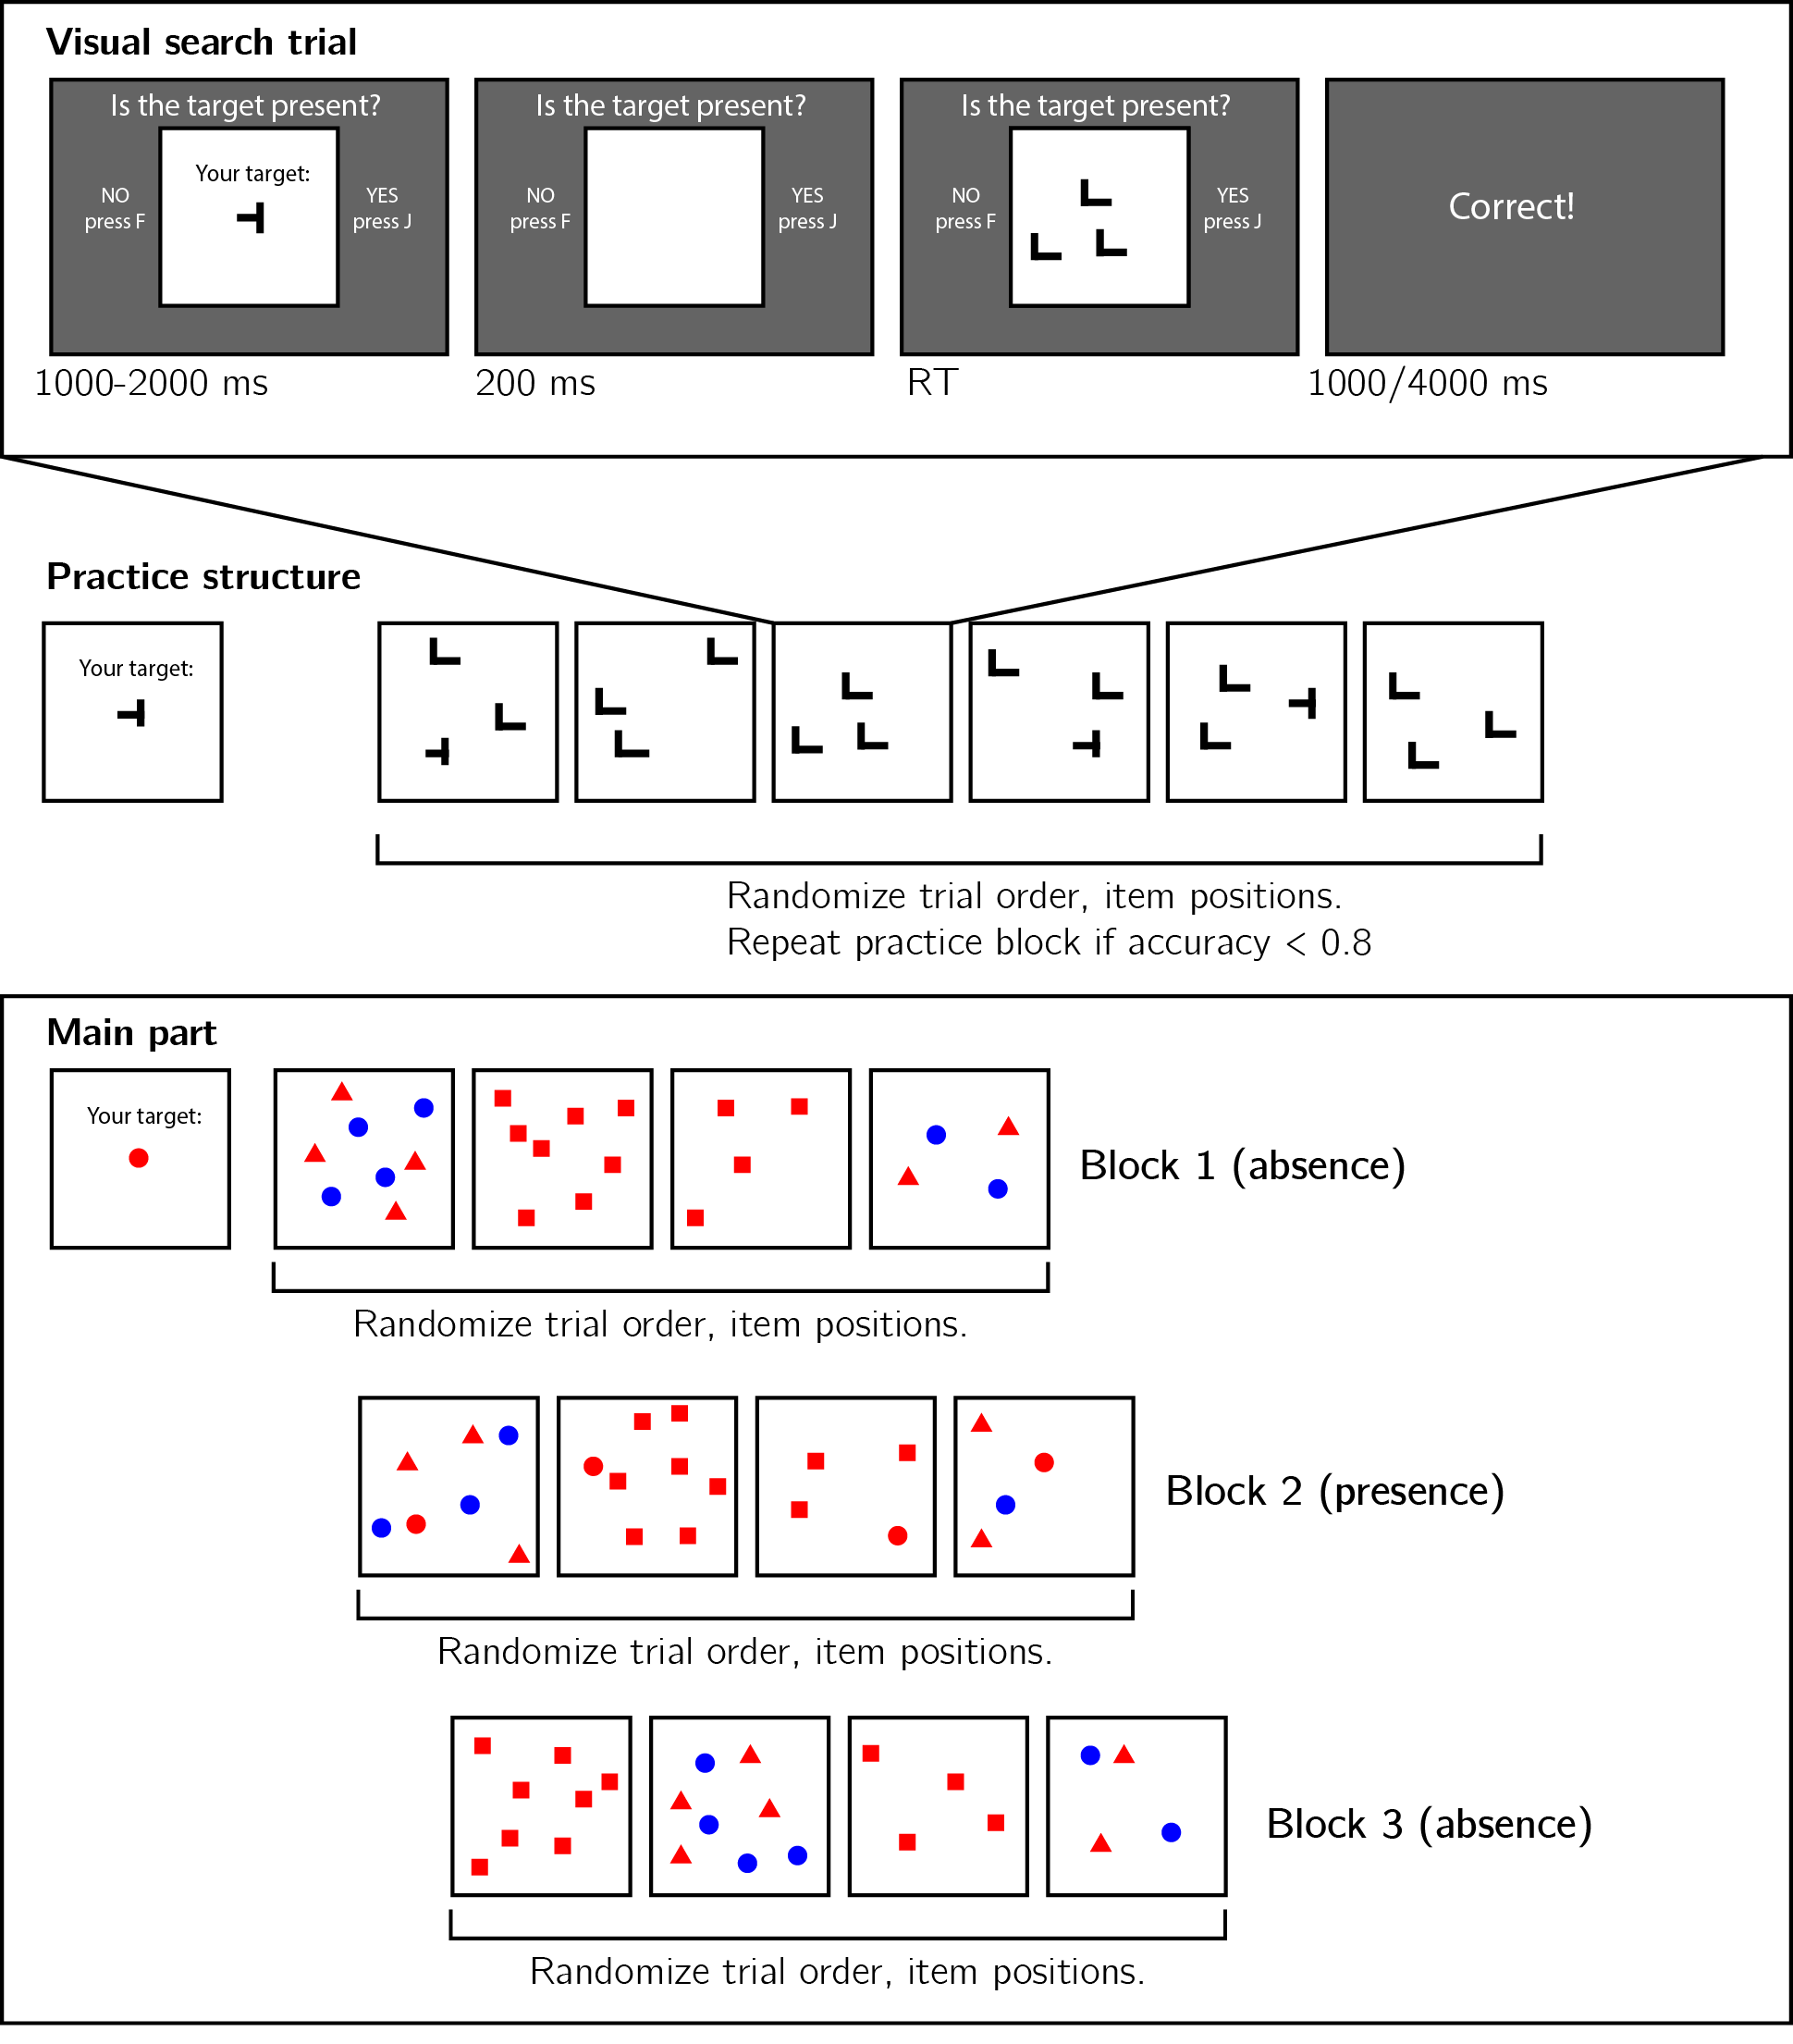 Visual search trial
Is the target present?
Your target:
NO
press F
YES
press J
1000-2000 ms
Is the target present?
NO
press F
YES
press J
200 ms
Is the target present?
NO
press F
YES
press J
RT
Correct!
1000/4000 ms
Practice structure
Your target:
Randomize trial order, item positions.
Repeat practice block if accuracy < 0.8
Main part
Your target:
Block 1 (absence)
Randomize trial order, item positions.
Block 2 (presence)
Randomize trial order, item positions.
Block 3 (absence)
Randomize trial order, item positions.